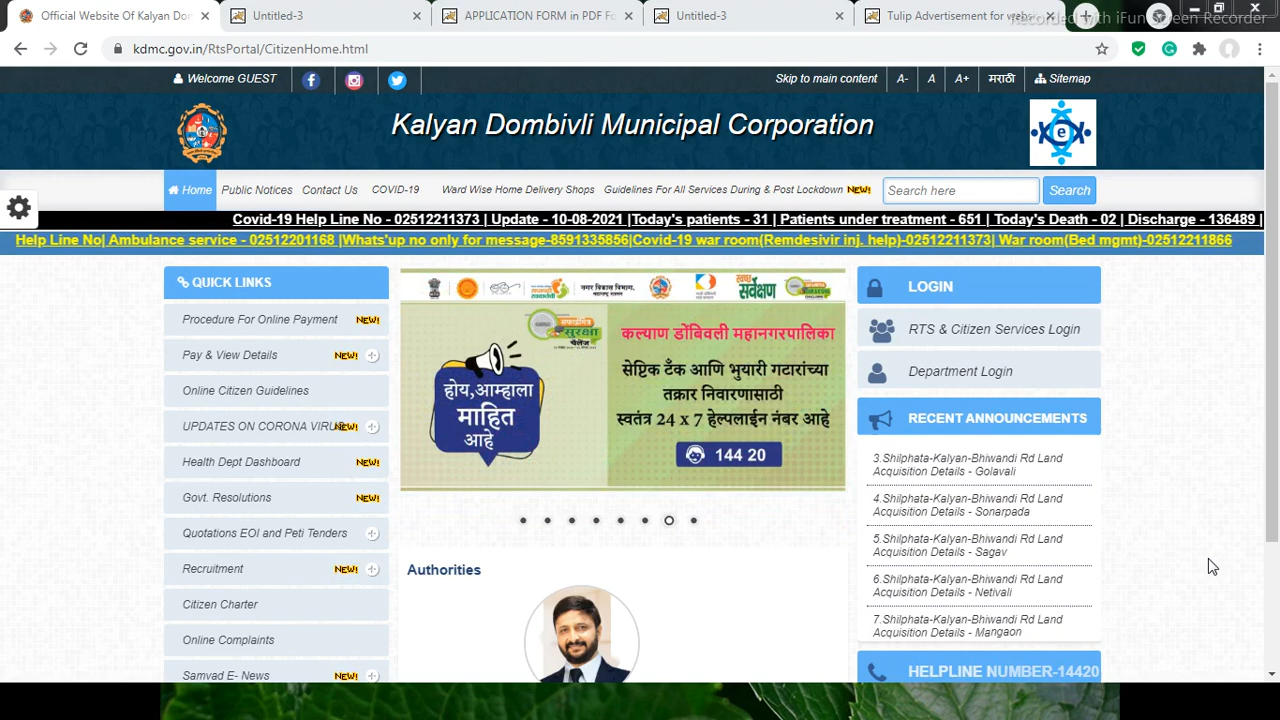 Official Website Of Kalyan Dom
Untitled-3
APPLICATION FORM in PDF Fo
Untitled-3
Tulip Advertisement for webs
Recorded with iFun Screen Recorder
kdmc.gov.in/RtsPortal/CitizenHome.html
Welcome GUEST
Skip to main content
A-
A
A+
मराठी
Sitemap
Kalyan Dombivli Municipal Corporation
Home
Public Notices
Contact Us
COVID-19
Ward Wise Home Delivery Shops
Guidelines For All Services During & Post Lockdown NEW!
Search here
Search
Covid-19 Help Line No - 02512211373 | Update - 10-08-2021 |Today's patients - 31 | Patients under treatment - 651 | Today's Death - 02 | Discharge - 136489 |
Help Line No| Ambulance service - 02512201168 |Whats'up no only for message-8591335856|Covid-19 war room(Remdesivir inj. help)-02512211373| War room(Bed mgmt)-02512211866
QUICK LINKS
Procedure For Online Payment NEW!
Pay & View Details NEW!
Online Citizen Guidelines
UPDATES ON CORONA VIRUS NEW!
Health Dept Dashboard NEW!
Govt. Resolutions NEW!
Quotations EOI and Peti Tenders
Recruitment NEW!
Citizen Charter
Online Complaints
Samvad E- News NEW!
नगर विकास विभाग,
स्वच्छ
सर्वेक्षण
सफाईमित्र
सुरक्षा
चॅलेंज
होय,आम्हाला
माहित
आहे
कल्याण डोंबिवली महानगरपालिका
सेप्टिक टँक आणि भुयारी गटारांच्या
तक्रार निवारणासाठी
स्वतंत्र 24 x 7 हेल्पलाईन नंबर आहे
144 20
Authorities
LOGIN
RTS & Citizen Services Login
Department Login
RECENT ANNOUNCEMENTS
3.Shilphata-Kalyan-Bhiwandi Rd Land
Acquisition Details - Golavali
4.Shilphata-Kalyan-Bhiwandi Rd Land
Acquisition Details - Sonarpada
5.Shilphata-Kalyan-Bhiwandi Rd Land
Acquisition Details - Sagav
6.Shilphata-Kalyan-Bhiwandi Rd Land
Acquisition Details - Netivali
7.Shilphata-Kalyan-Bhiwandi Rd Land
Acquisition Details - Mangaon
HELPLINE NUMBER-14420